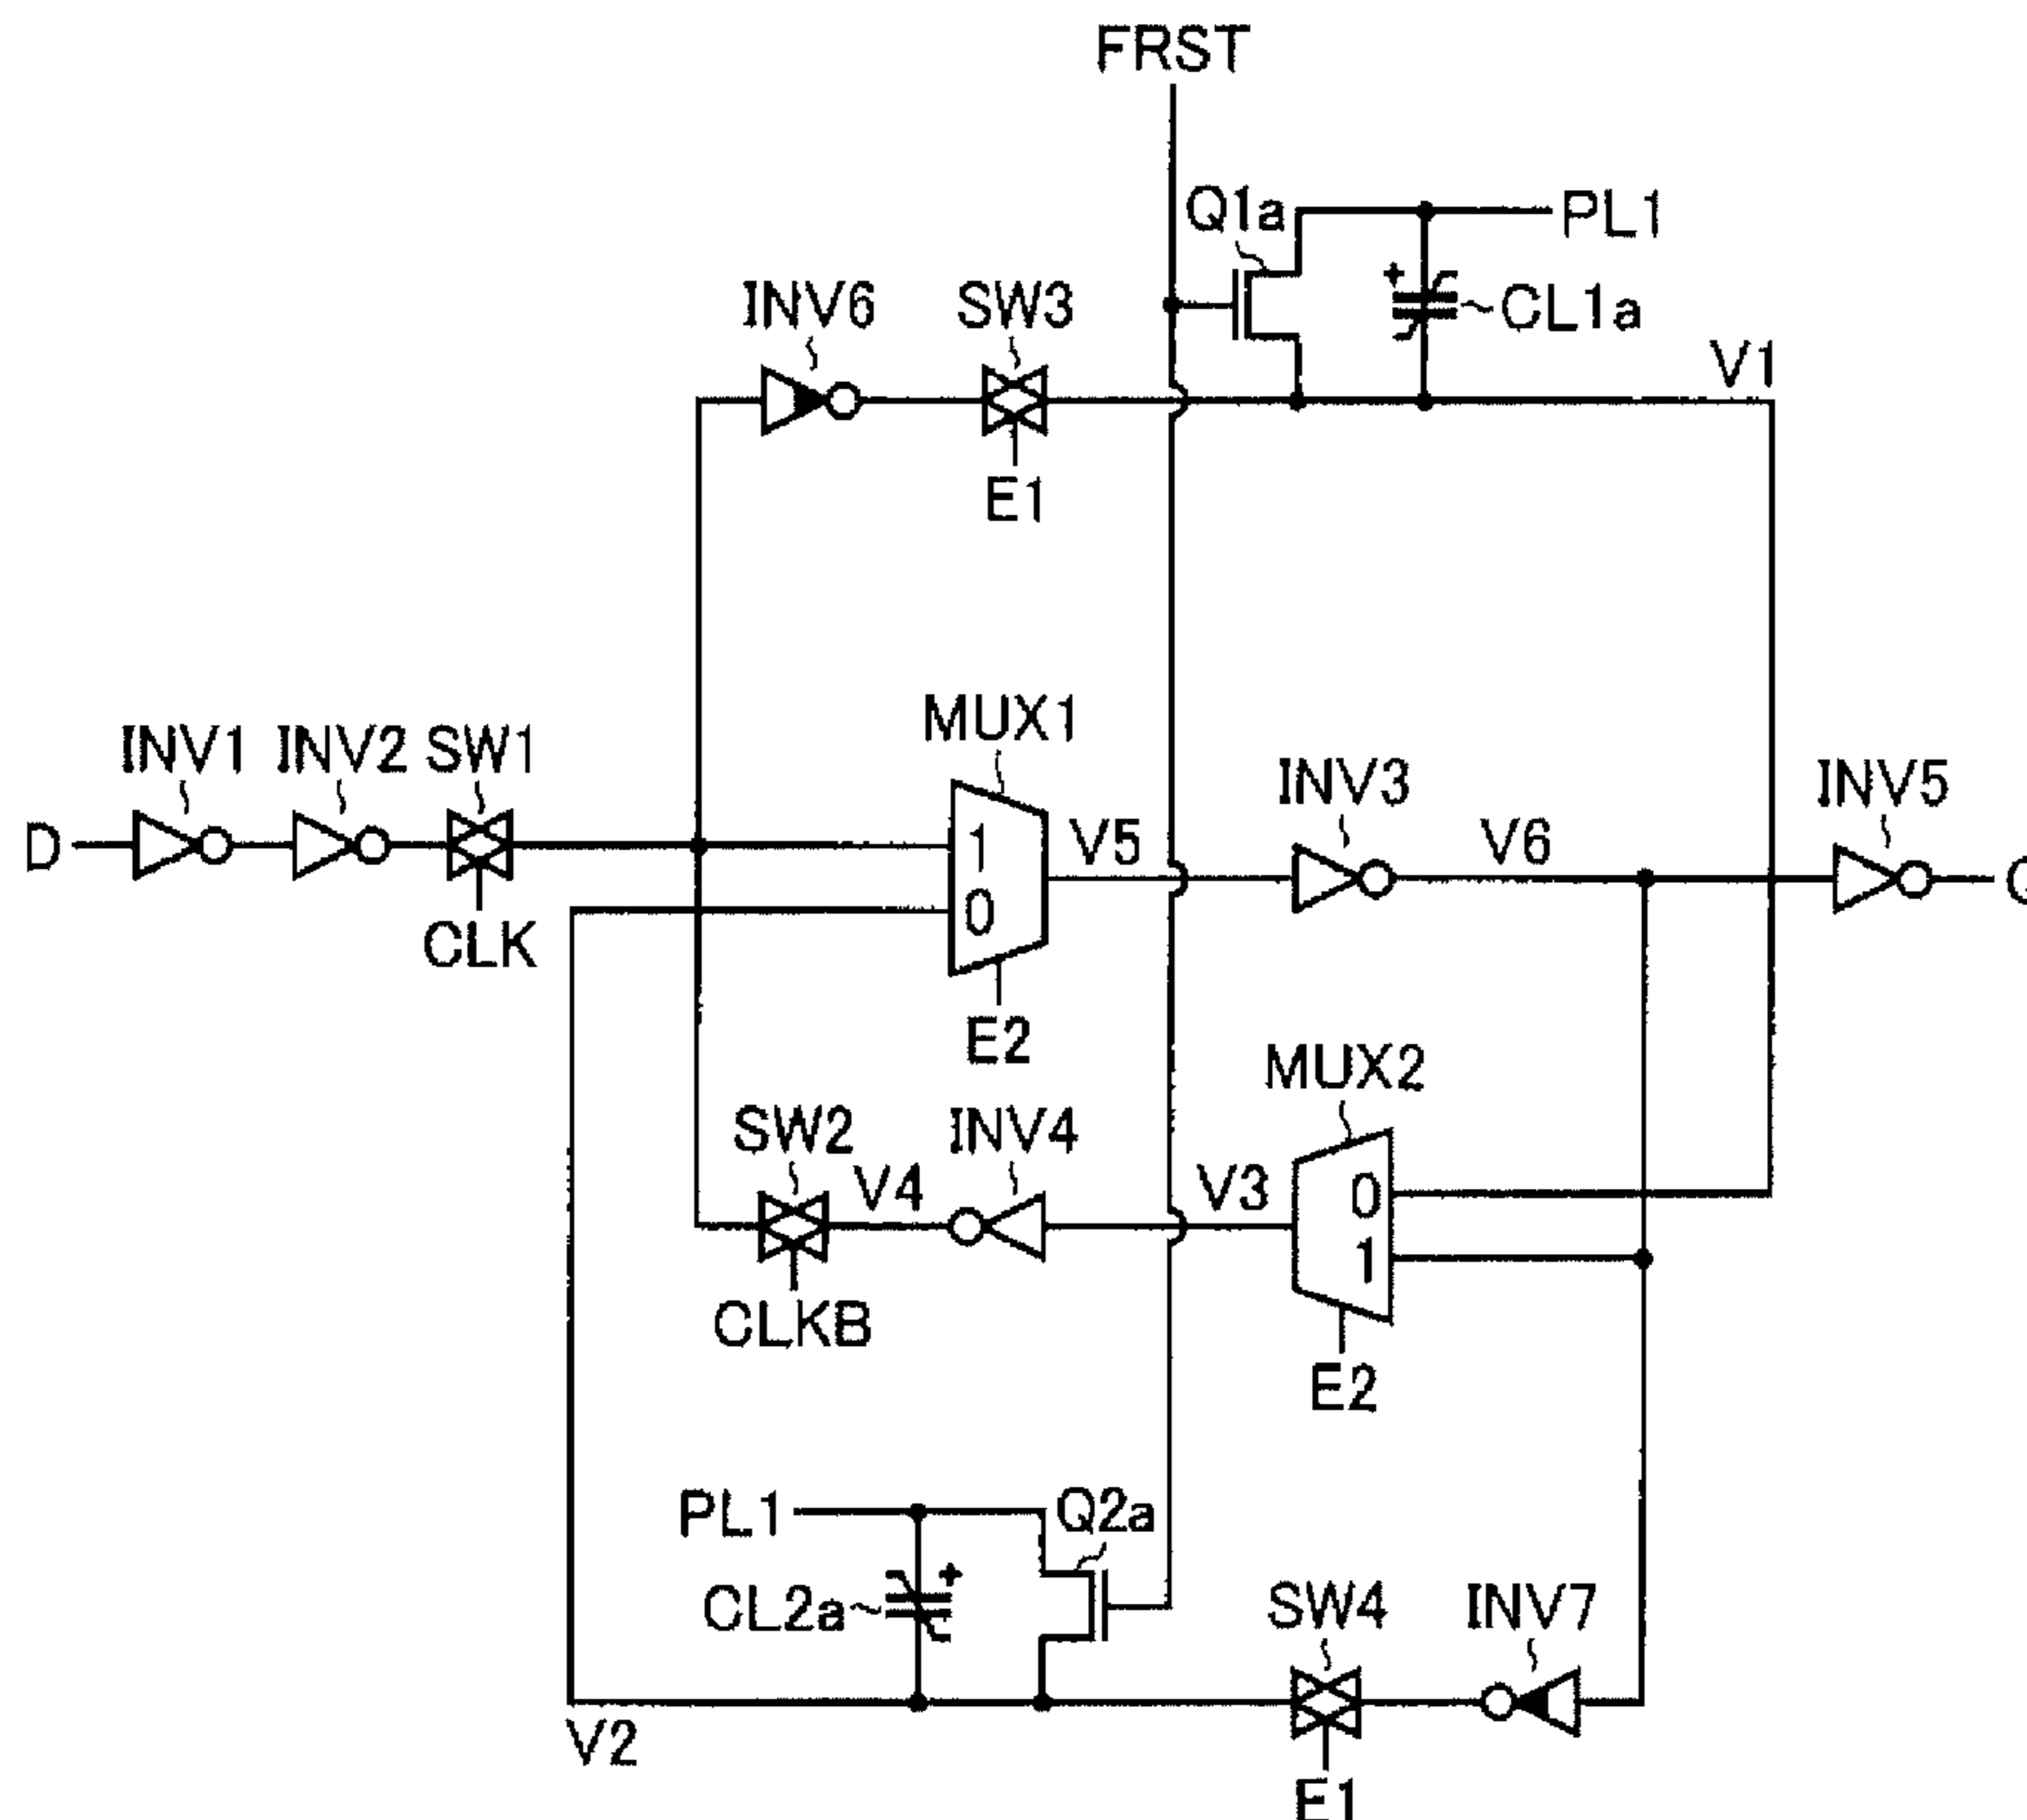 FRST
Q1a
PL1
INV6
SW3
+
CL1a
V1
E1
MUX1
INV1
INV2
SW1
INV3
INV5
D
1
V5
V6
0
CLK
E2
MUX2
SW2
INV4
V4
V3
0
1
CLKB
E2
PL1
Q2a
CL2a
+
SW4
INV7
V2
E1